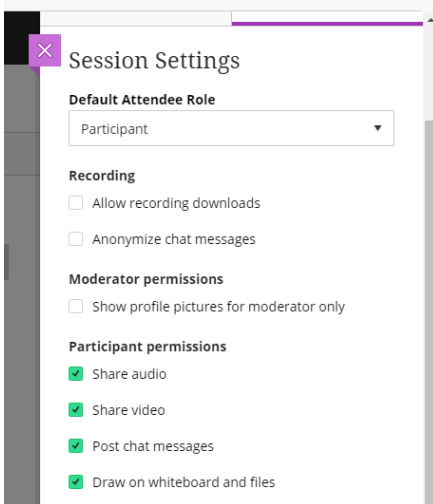 Session Settings
Default Attendee Role
Participant
Recording
Allow recording downloads
Anonymize chat messages
Moderator permissions
Show profile pictures for moderator only
Participant permissions
Share audio
Share video
Post chat messages
Draw on whiteboard and files